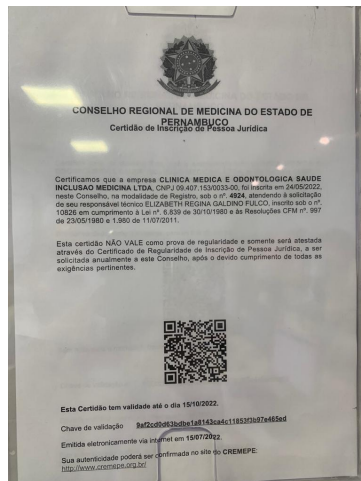 CONSELHO REGIONAL DE MEDICINA DO ESTADO DE
PERNAMBUCO
Certidão de Inscrição de Pessoa Jurídica
Certificamos que a empresa CLINICA MEDICA E ODONTOLOGICA SAUDE
INCLUSAO MEDICINA LTDA, CNPJ 09.407.153/0033-00, foi inscrita em 24/05/2022,
neste Conselho, na modalidade de Registro, sob o nº. 4924, atendendo à solicitação
de seu responsável técnico ELIZABETH REGINA GALDINO FULCO, inscrito sob o nº.
10826 em cumprimento à Lei nº. 6.839 de 30/10/1980 e às Resoluções CFM nº. 997
de 23/05/1980 e 1.980 de 11/07/2011.
Esta certidão NÃO VALE como prova de regularidade e somente será atestada
através do Certificado de Regularidade de Inscrição de Pessoa Jurídica, a ser
solicitada anualmente a este Conselho, após o devido cumprimento de todas as
exigências pertinentes.
Esta Certidão tem validade até o dia 15/10/2022.
Chave de validação 9af2cd0d63bdbe1a8143ca4c11853f3b97e465ed
Emitida eletronicamente via internet em 15/07/2022.
Sua autenticidade poderá ser confirmada no site do CREMEPE:
http://www.cremepe.org.br/